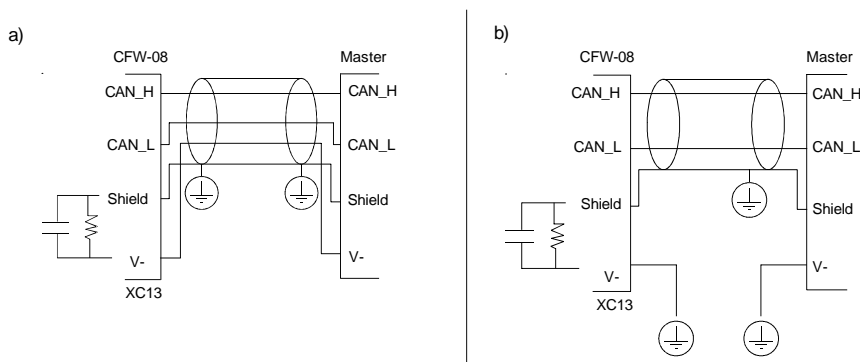 a)
CFW-08
Master
CAN_H
CAN_H
CAN_L
CAN_L
Shield
Shield
V-
V-
XC13
b)
CFW-08
Master
CAN_H
CAN_H
CAN_L
CAN_L
Shield
Shield
V-
V-
XC13